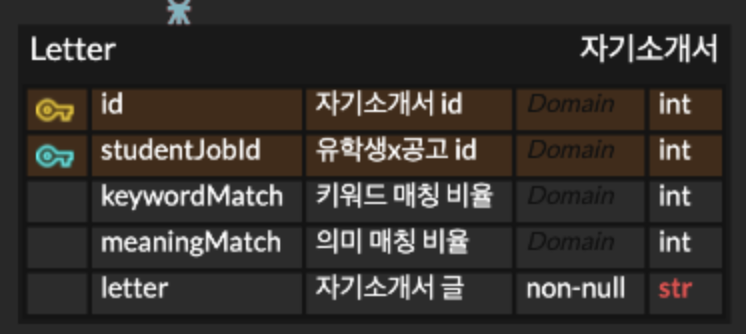 Letter 자기소개서
id 자기소개서 id Domain int
studentJobId 유학생x공고 id Domain int
keywordMatch 키워드 매칭 비율 Domain int
meaningMatch 의미 매칭 비율 Domain int
letter 자기소개서 글 non-null str